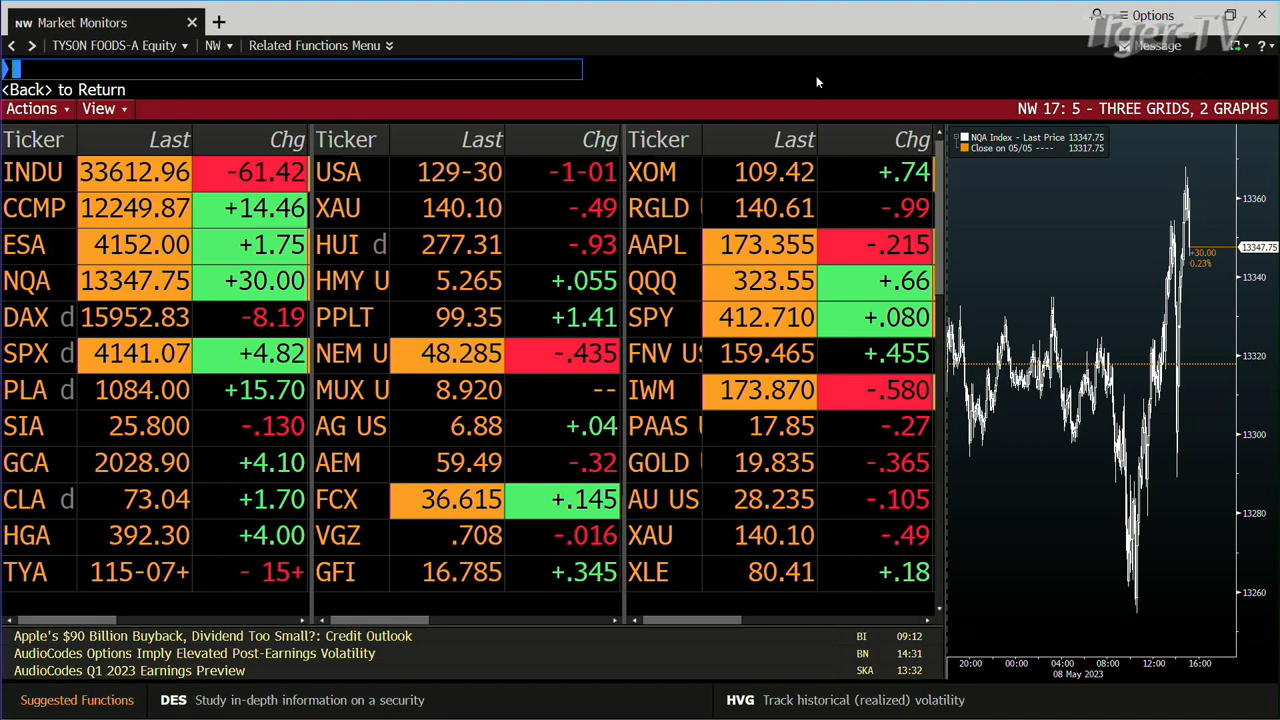 NW Market Monitors × +
Options
Tiger-TV
< > TYSON FOODS-A Equity NW Related Functions Menu Message ?
<Back> to Return
Actions View NW 17: 5 - THREE GRIDS, 2 GRAPHS
Ticker Last Chg Ticker Last Chg Ticker Last Chg
INDU 33612.96 -61.42 USA 129-30 -1-01 XOM 109.42 +.74
CCMP 12249.87 +14.46 XAU 140.10 -.49 RGLD U 140.61 -.99
ESA 4152.00 +1.75 HUI d 277.31 -.93 AAPL 173.355 -.215
NQA 13347.75 +30.00 HMY U 5.265 +.055 QQQ 323.55 +.66
DAX d 15952.83 -8.19 PPLT 99.35 +1.41 SPY 412.710 +.080
SPX d 4141.07 +4.82 NEM U 48.285 -.435 FNV US 159.465 +.455
PLA d 1084.00 +15.70 MUX U 8.920 -- IWM 173.870 -.580
SIA 25.800 -.130 AG US 6.88 +.04 PAAS U 17.85 -.27
GCA 2028.90 +4.10 AEM 59.49 -.32 GOLD U 19.835 -.365
CLA d 73.04 +1.70 FCX 36.615 +.145 AU US 28.235 -.105
HGA 392.30 +4.00 VGZ .708 -.016 XAU 140.10 -.49
TYA 115-07+ - 15+ GFI 16.785 +.345 XLE 80.41 +.18
NQA Index - Last Price 13347.75
Close on 05/05 ---- 13317.75
13360
13347.75
+30.00
0.23%
13340
13320
13300
13280
13260
20:00 00:00 04:00 08:00 12:00 16:00
08 May 2023
Apple's $90 Billion Buyback, Dividend Too Small?: Credit Outlook BI 09:12
AudioCodes Options Imply Elevated Post-Earnings Volatility BN 14:31
AudioCodes Q1 2023 Earnings Preview SKA 13:32
Suggested Functions DES Study in-depth information on a security HVG Track historical (realized) volatility